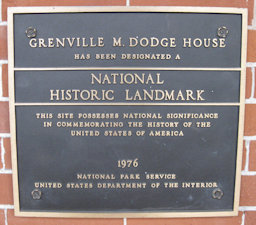 GRENVILLE M. DODGE HOUSE
HAS BEEN DESIGNATED A
NATIONAL
HISTORIC LANDMARK
THIS SITE POSSESSES NATIONAL SIGNIFICANCE
IN COMMEMORATING THE HISTORY OF THE
UNITED STATES OF AMERICA
1976
NATIONAL PARK SERVICE
UNITED STATES DEPARTMENT OF THE INTERIOR